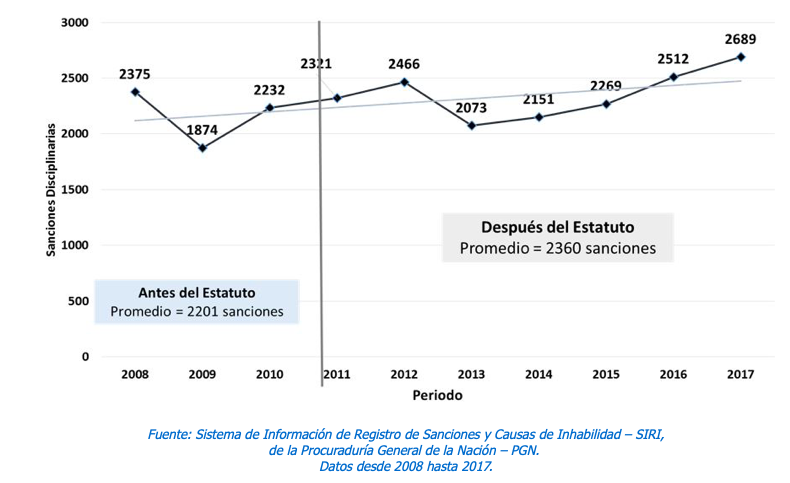 3000
2500
2000
1500
1000
500
0
Sanciones Disciplinarias
2375
1874
2232
2321
2466
2073
2151
2269
2512
2689
Antes del Estatuto
Promedio = 2201 sanciones
Después del Estatuto
Promedio = 2360 sanciones
2008 2009 2010 2011 2012 2013 2014 2015 2016 2017
Periodo
Fuente: Sistema de Información de Registro de Sanciones y Causas de Inhabilidad – SIRI,
de la Procuraduría General de la Nación – PGN.
Datos desde 2008 hasta 2017.